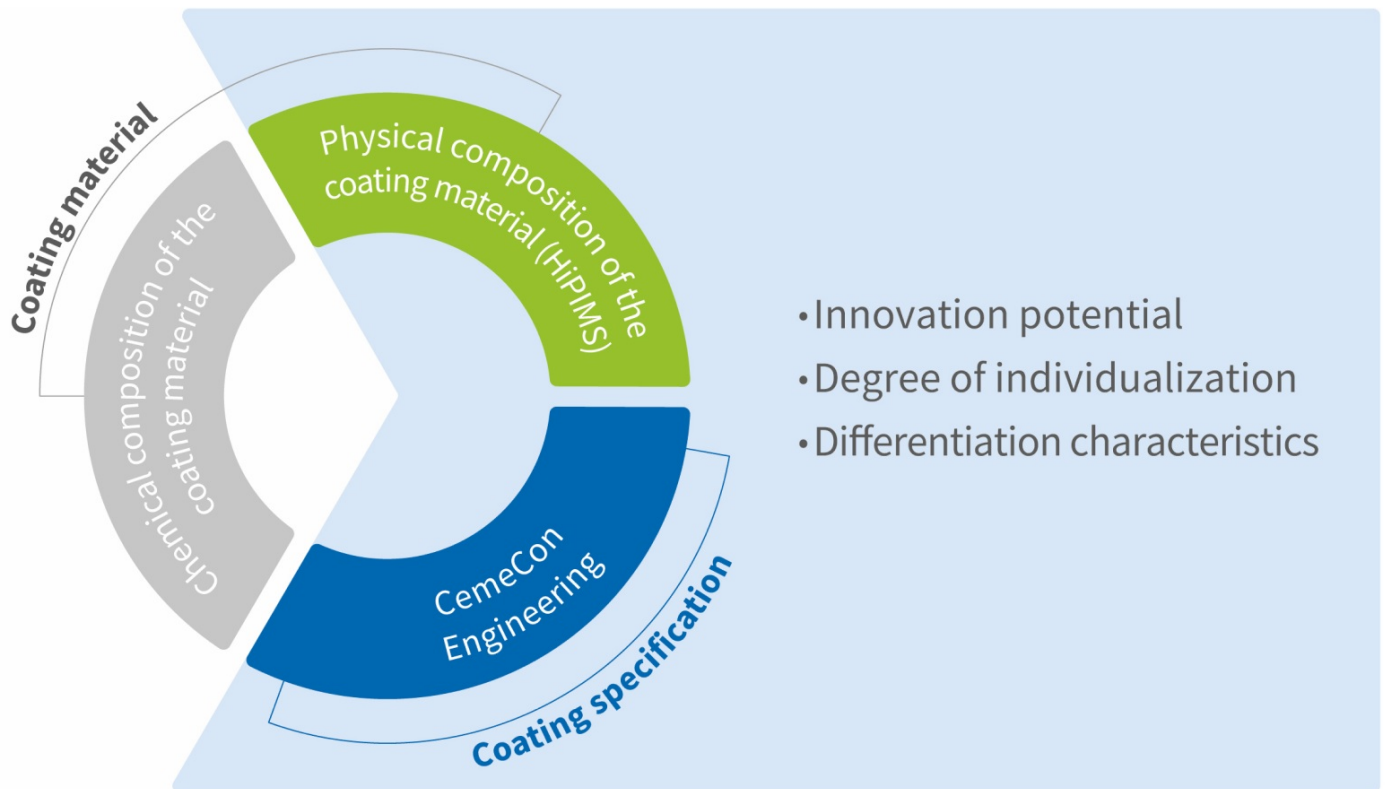 Coating material
Chemical composition of the
coating material
Physical composition of the
coating material (HiPIMS)
CemeCon
Engineering
Coating specification
•Innovation potential
•Degree of individualization
•Differentiation characteristics